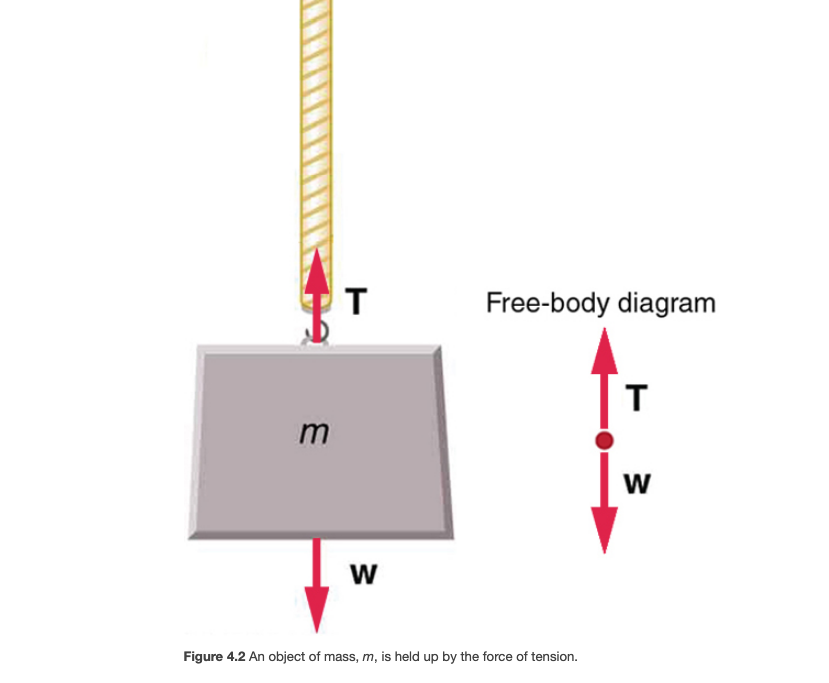 T
Free-body diagram
T
m
w
w
Figure 4.2 An object of mass, m, is held up by the force of tension.